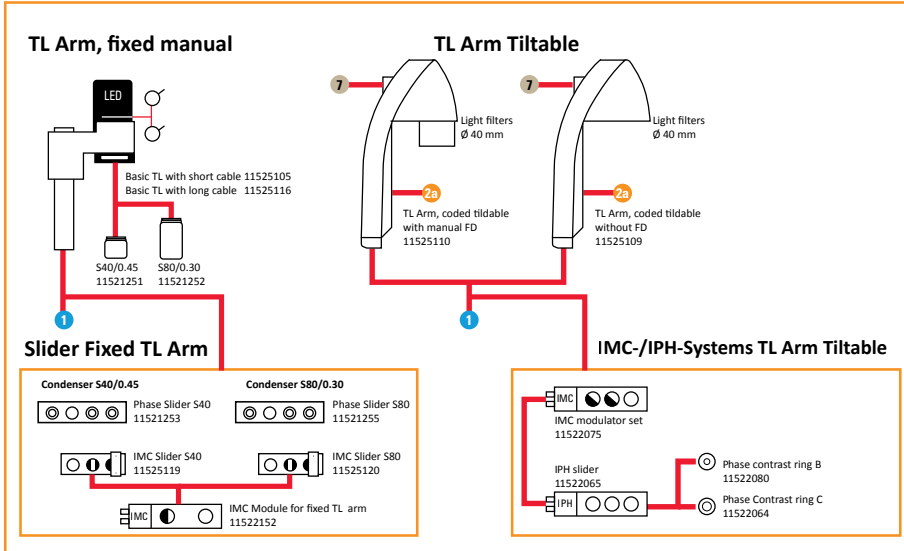 TL Arm, fixed manual
LED
Basic TL with short cable 11525105
Basic TL with long cable 11525116
S40/0.45
11521251
S80/0.30
11521252
1
TL Arm Tiltable
7
Light filters
Ø 40 mm
2a
TL Arm, coded tildable
with manual FD
11525110
7
Light filters
Ø 40 mm
2a
TL Arm, coded tildable
without FD
11525109
1
Slider Fixed TL Arm
Condenser S40/0.45
Phase Slider S40
11521253
Condenser S80/0.30
Phase Slider S80
11521255
IMC Slider S40
11525119
IMC Slider S80
11525120
IMC
IMC Module for fixed TL arm
11522152
IMC-/IPH-Systems TL Arm Tiltable
IMC
IMC modulator set
11522075
IPH slider
11522065
IPH
Phase contrast ring B
11522080
Phase Contrast ring C
11522064